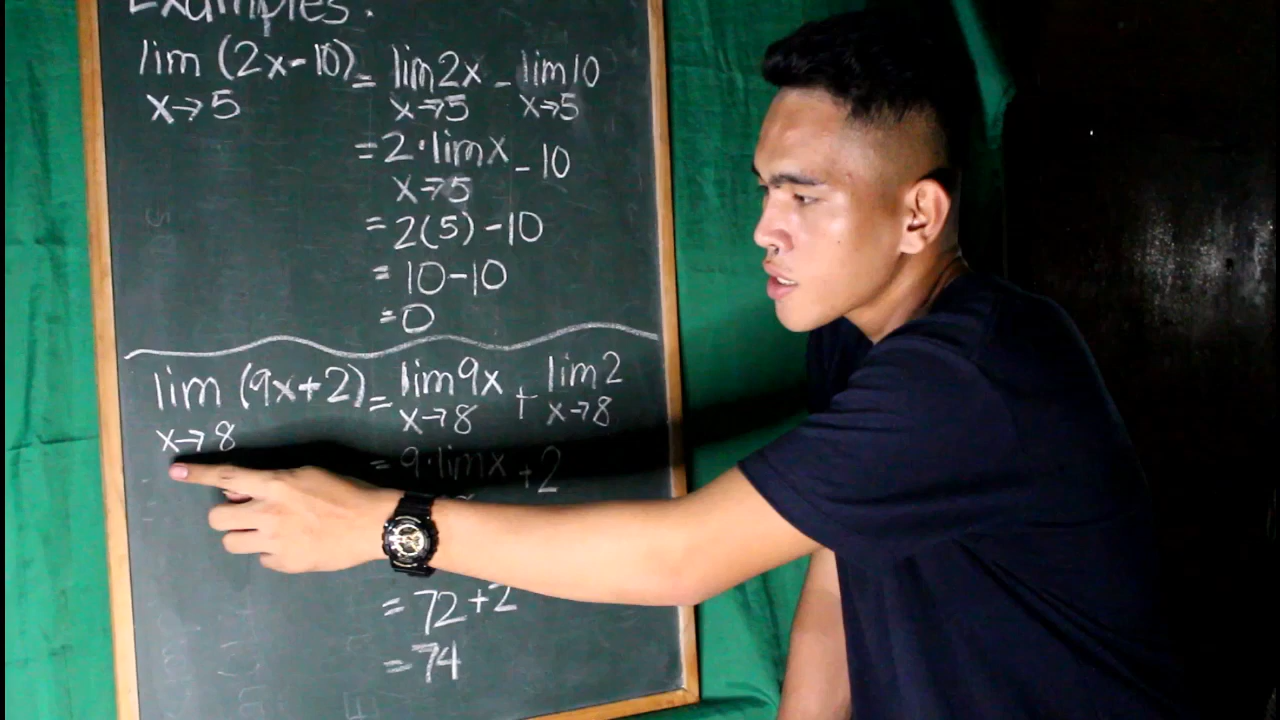 Examples:
lim (2x-10) = lim 2x - lim 10
x→5 x→5 x→5
= 2·lim x - 10
x→5
= 2(5) - 10
= 10-10
= 0
lim (9x+2) = lim 9x + lim 2
x→8 x→8 x→8
= 9·lim x + 2
= 72+2
= 74